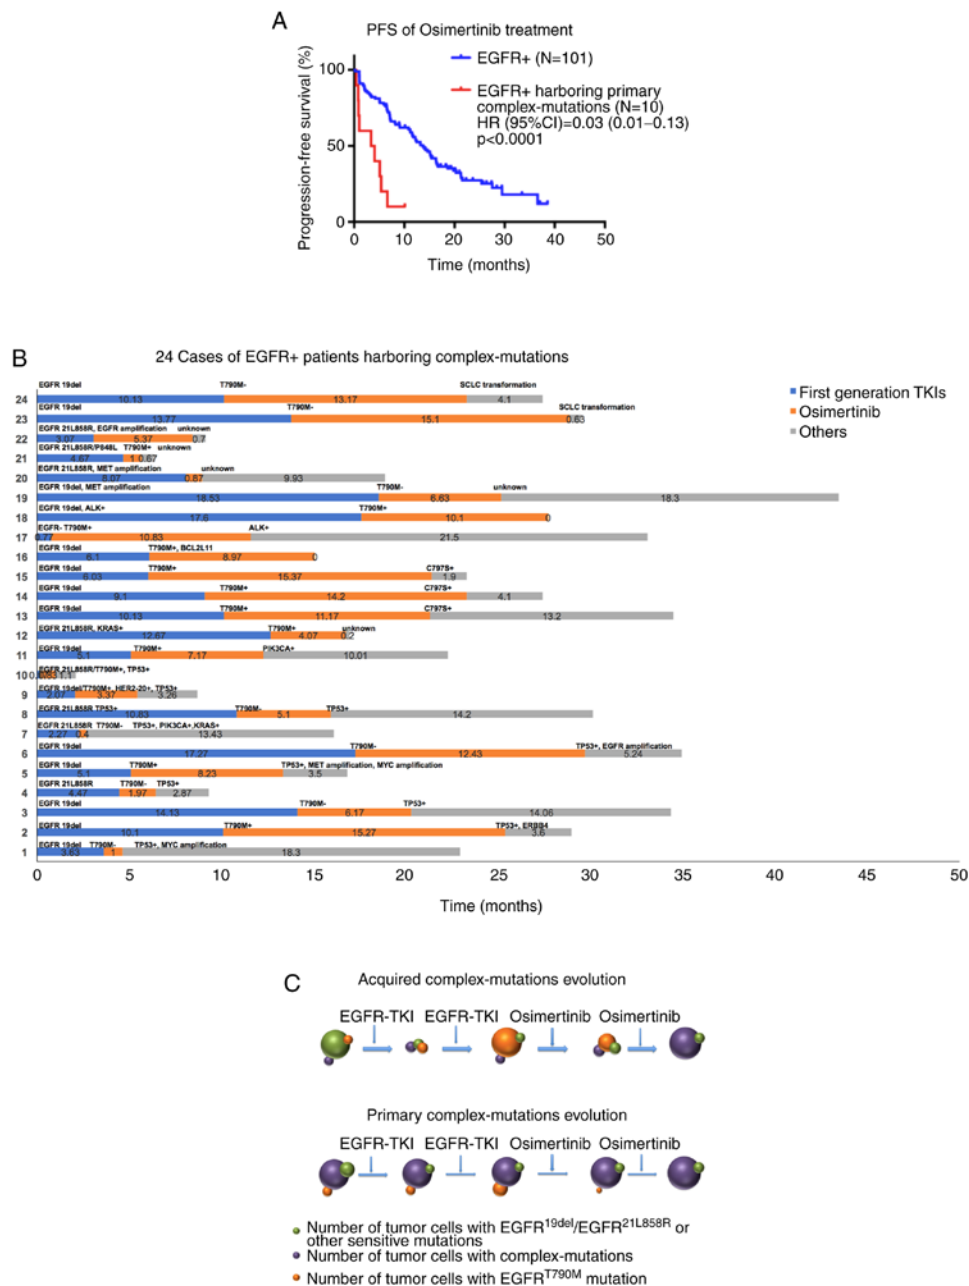 A
PFS of Osimertinib treatment
EGFR+ (N=101)
EGFR+ harboring primary
complex-mutations (N=10)
HR (95%CI)=0.03 (0.01–0.13)
p<0.0001
Progression-free survival (%)
100
50
0
0 10 20 30 40 50
Time (months)
B
24 Cases of EGFR+ patients harboring complex-mutations
First generation TKIs
Osimertinib
Others
EGFR 19del T790M- SCLC transformation
24 10.13 13.17 4.1
EGFR 19del T790M- SCLC transformation
23 13.77 15.1 0.63
EGFR 21L858R, EGFR amplification unknown
22 3.07 5.37 0.7
EGFR 21L858R/P848L T790M+ unknown
21 4.67 1 0.67
EGFR 21L858R, MET amplification unknown
20 8.07 0.87 9.93
EGFR 19del, MET amplification T790M- unknown
19 18.53 6.63 18.3
EGFR 19del, ALK+ T790M+
18 17.6 10.1 0
EGFR- T790M+ ALK+
17 0.77 10.83 21.5
EGFR 19del T790M+, BCL2L11
16 6.1 8.97 0
EGFR 19del T790M+ C797S+
15 6.03 15.37 1.9
EGFR 19del T790M+ C797S+
14 9.1 14.2 4.1
EGFR 19del T790M+ C797S+
13 10.13 11.17 13.2
EGFR 21L858R, KRAS+ T790M+ unknown
12 12.67 4.07 0.2
EGFR 19del T790M+ PIK3CA+
11 5.1 7.17 10.01
EGFR 21L858R/T790M+, TP53+
10 1.1
EGFR 19del/T790M+, HER2-20+, TP53+
9 2.07 3.37 3.26
EGFR 21L858R TP53+ T790M- TP53+
8 10.83 5.1 14.2
EGFR 21L858R T790M- TP53+, PIK3CA+,KRAS+
7 2.27 0.4 13.43
EGFR 19del T790M- TP53+, EGFR amplification
6 17.27 12.43 5.24
EGFR 19del T790M+ TP53+, MET amplification, MYC amplification
5 5.1 8.23 3.5
EGFR 21L858R T790M- TP53+
4 4.47 1.97 2.87
EGFR 19del T790M- TP53+
3 14.13 6.17 14.06
EGFR 19del T790M+ TP53+, ERBB4
2 10.1 15.27 3.6
EGFR 19del T790M- TP53+, MYC amplification
1 3.63 1 18.3
0 5 10 15 20 25 30 35 40 45 50
Time (months)
C
Acquired complex-mutations evolution
EGFR-TKI EGFR-TKI Osimertinib Osimertinib
Primary complex-mutations evolution
EGFR-TKI EGFR-TKI Osimertinib Osimertinib
Number of tumor cells with EGFR19del/EGFR21L858R or
other sensitive mutations
Number of tumor cells with complex-mutations
Number of tumor cells with EGFRT790M mutation